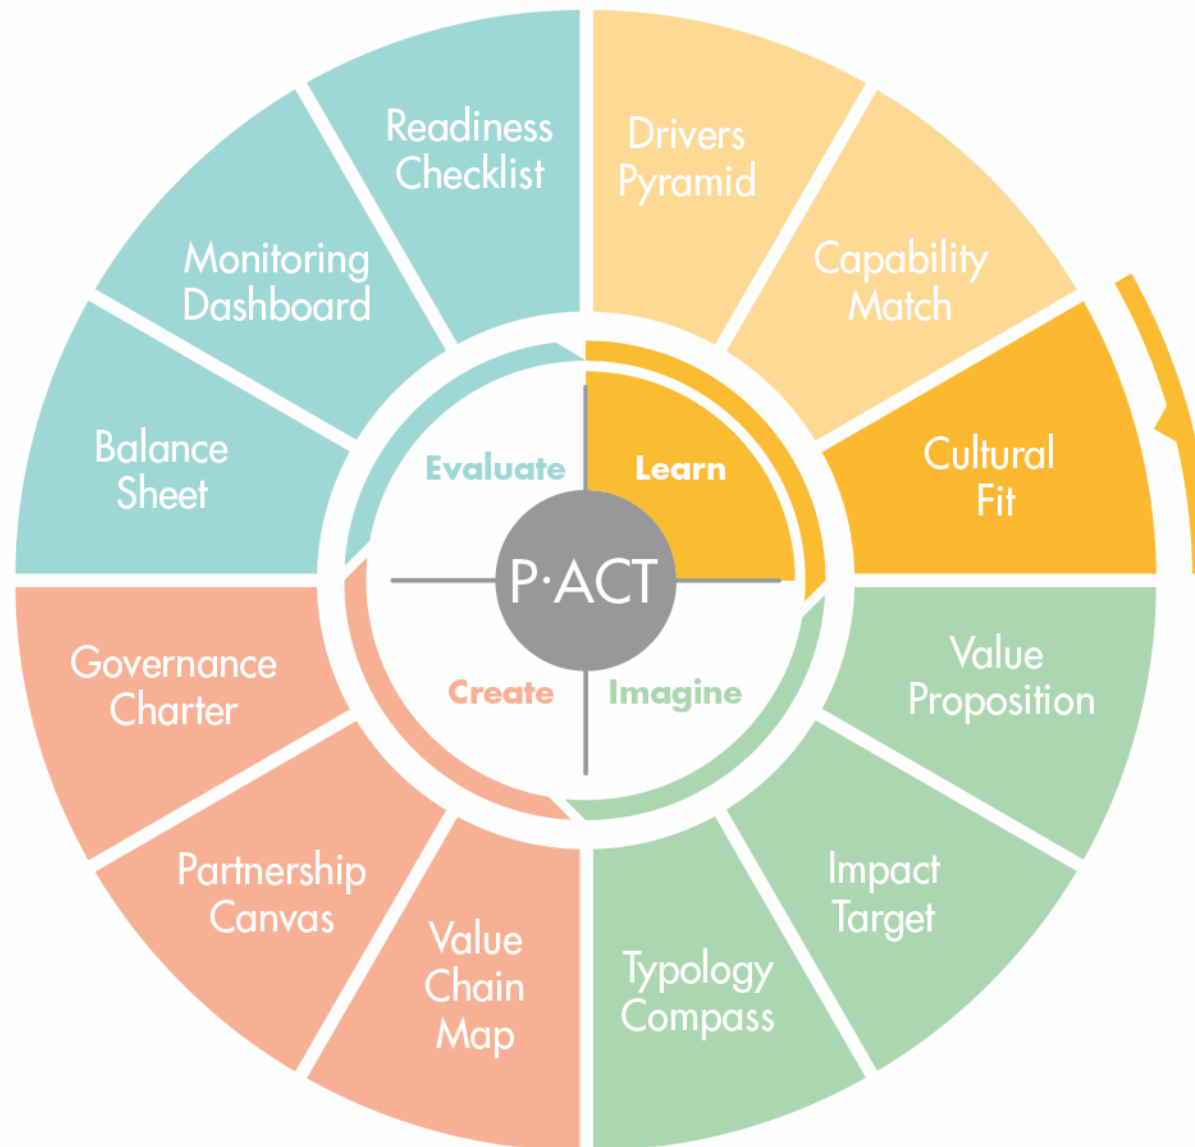 Readiness
Checklist
Drivers
Pyramid
Monitoring
Dashboard
Capability
Match
Balance
Sheet
Cultural
Fit
Evaluate
Learn
P·ACT
Create
Imagine
Governance
Charter
Value
Proposition
Partnership
Canvas
Impact
Target
Value
Chain
Map
Typology
Compass